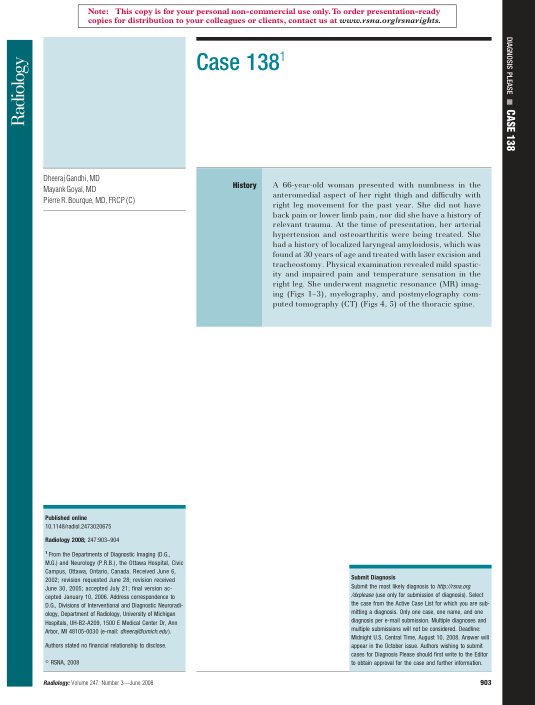 Note: This copy is for your personal non-commercial use only. To order presentation-ready
copies for distribution to your colleagues or clients, contact us at www.rsna.org/rsnarights.
Radiology
DIAGNOSIS PLEASE ■ CASE 138
Case 138¹
Dheeraj Gandhi, MD
Mayank Goyal, MD
Pierre R. Bourque, MD, FRCP (C)
History
A 66-year-old woman presented with numbness in the
anteromedial aspect of her right thigh and difficulty with
right leg movement for the past year. She did not have
back pain or lower limb pain, nor did she have a history of
relevant trauma. At the time of presentation, her arterial
hypertension and osteoarthritis were being treated. She
had a history of localized laryngeal amyloidosis, which was
found at 30 years of age and treated with laser excision and
tracheostomy. Physical examination revealed mild spastic-
ity and impaired pain and temperature sensation in the
right leg. She underwent magnetic resonance (MR) imag-
ing (Figs 1–3), myelography, and postmyelography com-
puted tomography (CT) (Figs 4, 5) of the thoracic spine.
Published online
10.1148/radiol.2473020675
Radiology 2008; 247:903–904
¹ From the Departments of Diagnostic Imaging (D.G.,
M.G.) and Neurology (P.R.B.), the Ottawa Hospital, Civic
Campus, Ottawa, Ontario, Canada. Received June 6,
2002; revision requested June 28; revision received
June 30, 2005; accepted July 21; final version ac-
cepted January 10, 2006. Address correspondence to
D.G., Divisions of Interventional and Diagnostic Neuroradi-
ology, Department of Radiology, University of Michigan
Hospitals, UH-B2-A209, 1500 E Medical Center Dr, Ann
Arbor, MI 48105-0030 (e-mail: dheeraj@umich.edu).
Authors stated no financial relationship to disclose.
© RSNA, 2008
Submit Diagnosis
Submit the most likely diagnosis to http://rsna.org
/dxplease (use only for submission of diagnosis). Select
the case from the Active Case List for which you are sub-
mitting a diagnosis. Only one case, one name, and one
diagnosis per e-mail submission. Multiple diagnoses and
multiple submissions will not be considered. Deadline:
Midnight U.S. Central Time, August 10, 2008. Answer will
appear in the October issue. Authors wishing to submit
cases for Diagnosis Please should first write to the Editor
to obtain approval for the case and further information.
Radiology: Volume 247: Number 3—June 2008
903